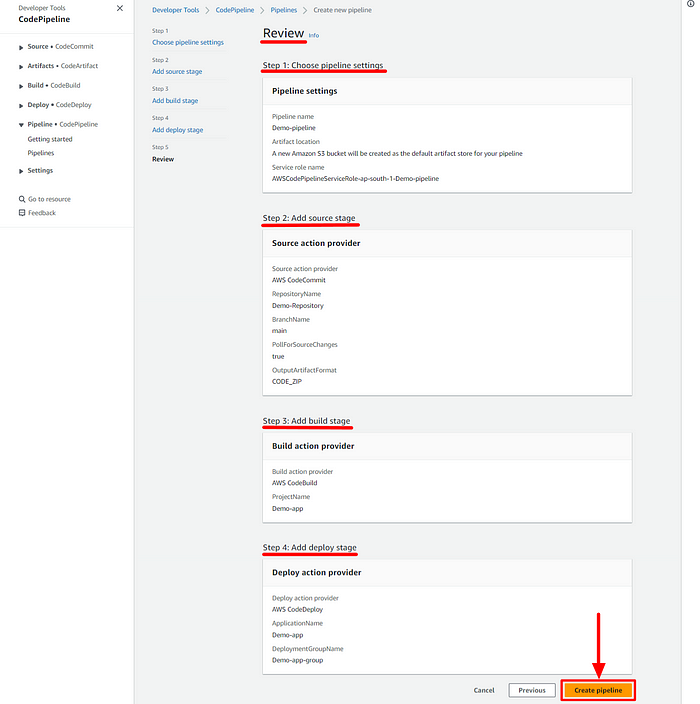 Developer Tools
CodePipeline
Source • CodeCommit
Artifacts • CodeArtifact
Build • CodeBuild
Deploy • CodeDeploy
Pipeline • CodePipeline
Getting started
Pipelines
Settings
Go to resource
Feedback
Developer Tools > CodePipeline > Pipelines > Create new pipeline
Step 1
Choose pipeline settings
Step 2
Add source stage
Step 3
Add build stage
Step 4
Add deploy stage
Step 5
Review
Review Info
Step 1: Choose pipeline settings
Pipeline settings
Pipeline name
Demo-pipeline
Artifact location
A new Amazon S3 bucket will be created as the default artifact store for your pipeline
Service role name
AWSCodePipelineServiceRole-ap-south-1-Demo-pipeline
Step 2: Add source stage
Source action provider
Source action provider
AWS CodeCommit
RepositoryName
Demo-Repository
BranchName
main
PollForSourceChanges
true
OutputArtifactFormat
CODE_ZIP
Step 3: Add build stage
Build action provider
Build action provider
AWS CodeBuild
ProjectName
Demo-app
Step 4: Add deploy stage
Deploy action provider
Deploy action provider
AWS CodeDeploy
ApplicationName
Demo-app
DeploymentGroupName
Demo-app-group
Cancel
Previous
Create pipeline